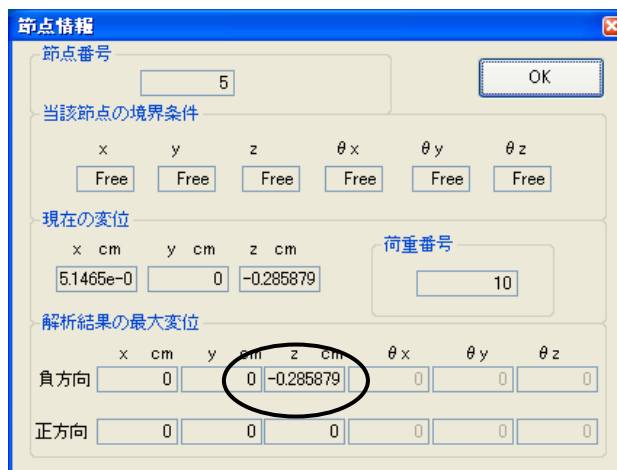 節点情報
節点番号
5
OK
当該節点の境界条件
x y z θx θy θz
Free Free Free Free Free Free
現在の変位
x cm y cm z cm
5.1465e-0 0 -0.285879
荷重番号
10
解析結果の最大変位
x cm y cm z cm θx θy θz
負方向 0 0 -0.285879 0 0 0
正方向 0 0 0 0 0 0